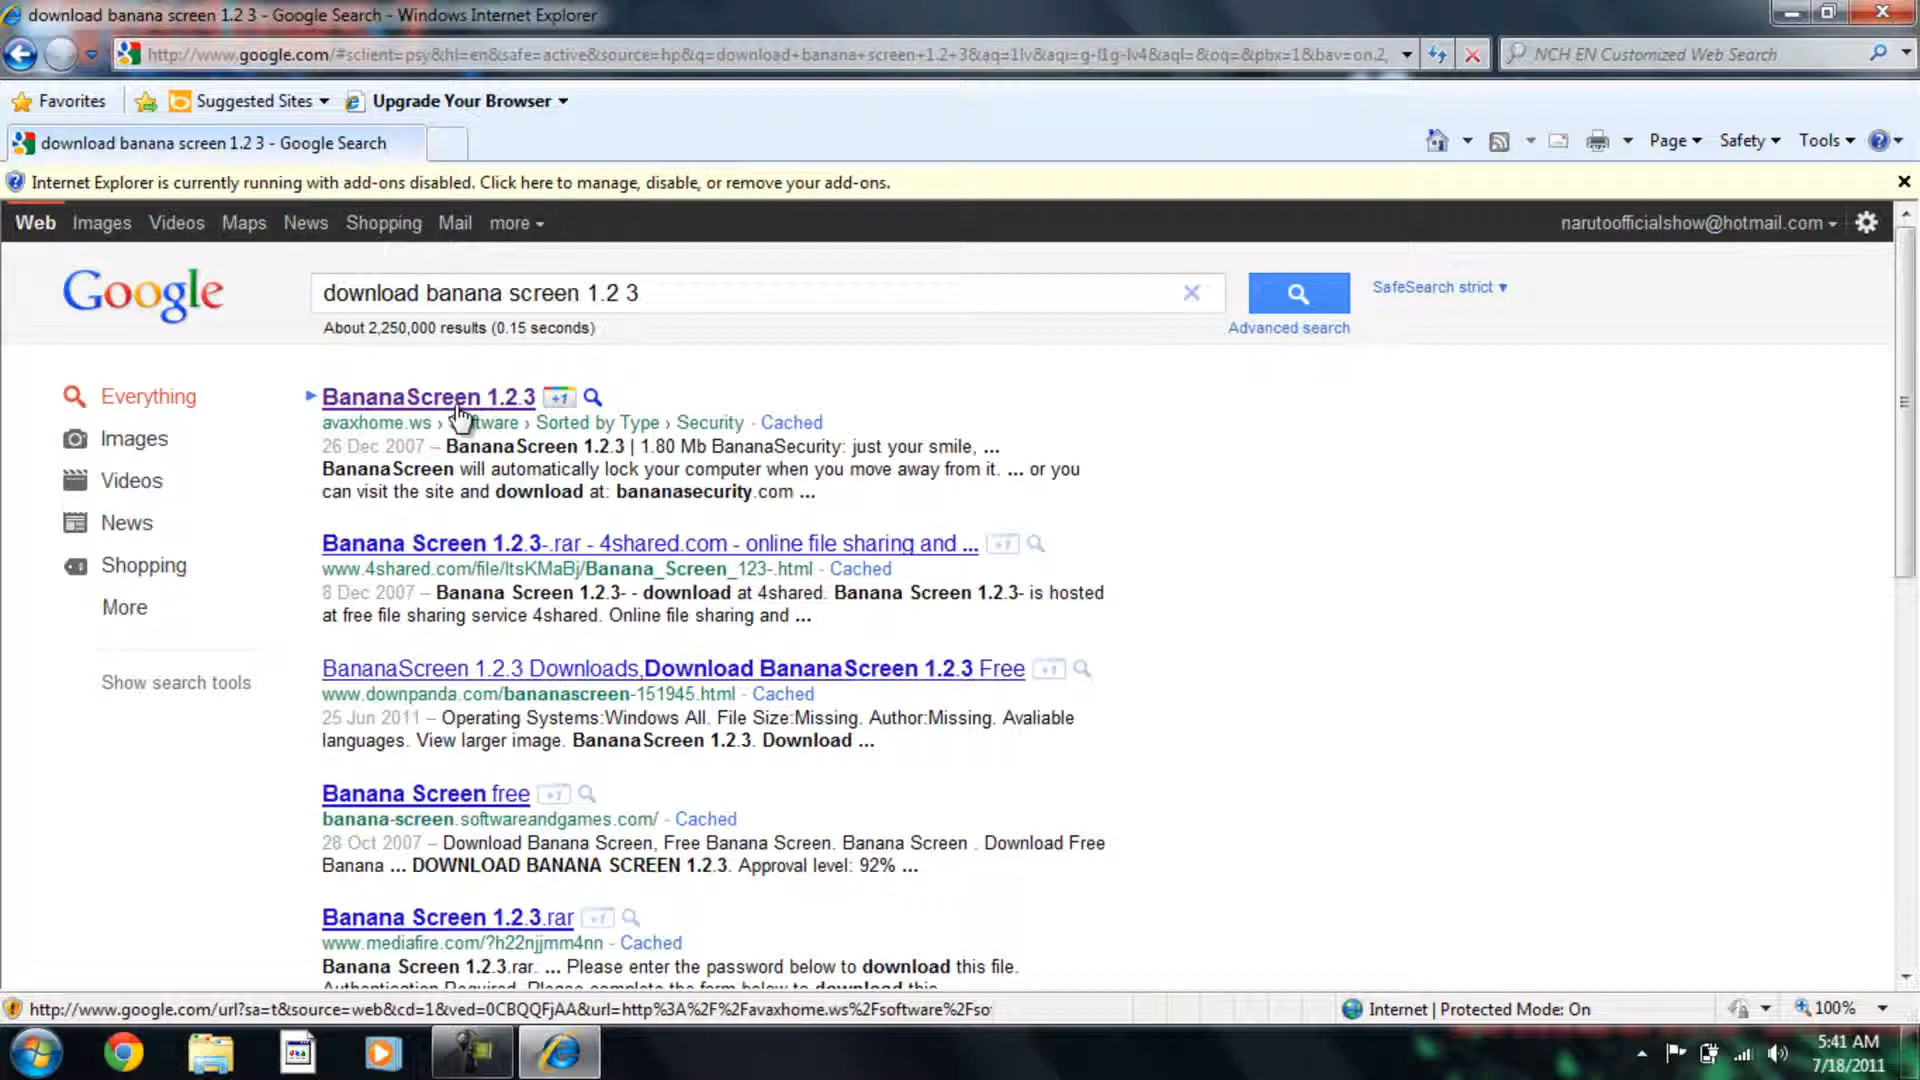 download banana screen 1.2 3 - Google Search - Windows Internet Explorer
http://www.google.com/#sclient=psy&hl=en&safe=active&source=hp&q=download+banana+screen+1.2+3&aq=1lv&aqi=g-l1g-lv4&aql=&oq=&pbx=1&bav=on.2,
NCH EN Customized Web Search
Favorites
Suggested Sites
Upgrade Your Browser
download banana screen 1.2 3 - Google Search
Page
Safety
Tools
Internet Explorer is currently running with add-ons disabled. Click here to manage, disable, or remove your add-ons.
Web Images Videos Maps News Shopping Mail more
narutoofficialshow@hotmail.com
Google
download banana screen 1.2 3
SafeSearch strict
About 2,250,000 results (0.15 seconds)
Advanced search
Everything
Images
Videos
News
Shopping
More
Show search tools
BananaScreen 1.2.3 +1
avaxhome.ws › Software › Sorted by Type › Security - Cached
26 Dec 2007 – BananaScreen 1.2.3 | 1.80 Mb BananaSecurity: just your smile, ...
BananaScreen will automatically lock your computer when you move away from it. ... or you
can visit the site and download at: bananasecurity.com ...
Banana Screen 1.2.3-.rar - 4shared.com - online file sharing and ... +1
www.4shared.com/file/ltsKMaBj/Banana_Screen_123-.html - Cached
8 Dec 2007 – Banana Screen 1.2.3- - download at 4shared. Banana Screen 1.2.3- is hosted
at free file sharing service 4shared. Online file sharing and ...
BananaScreen 1.2.3 Downloads,Download BananaScreen 1.2.3 Free +1
www.downpanda.com/bananascreen-151945.html - Cached
25 Jun 2011 – Operating Systems:Windows All. File Size:Missing. Author:Missing. Avaliable
languages. View larger image. BananaScreen 1.2.3. Download ...
Banana Screen free +1
banana-screen.softwareandgames.com/ - Cached
28 Oct 2007 – Download Banana Screen, Free Banana Screen. Banana Screen . Download Free
Banana ... DOWNLOAD BANANA SCREEN 1.2.3. Approval level: 92% ...
Banana Screen 1.2.3.rar +1
www.mediafire.com/?h22njjmm4nn - Cached
Banana Screen 1.2.3.rar. ... Please enter the password below to download this file.
Authentication Required. Please complete the form below to download this
http://www.google.com/url?sa=t&source=web&cd=1&ved=0CBQQFjAA&url=http%3A%2F%2Favaxhome.ws%2Fsoftware%2Fso
Internet | Protected Mode: On
100%
5:41 AM
7/18/2011